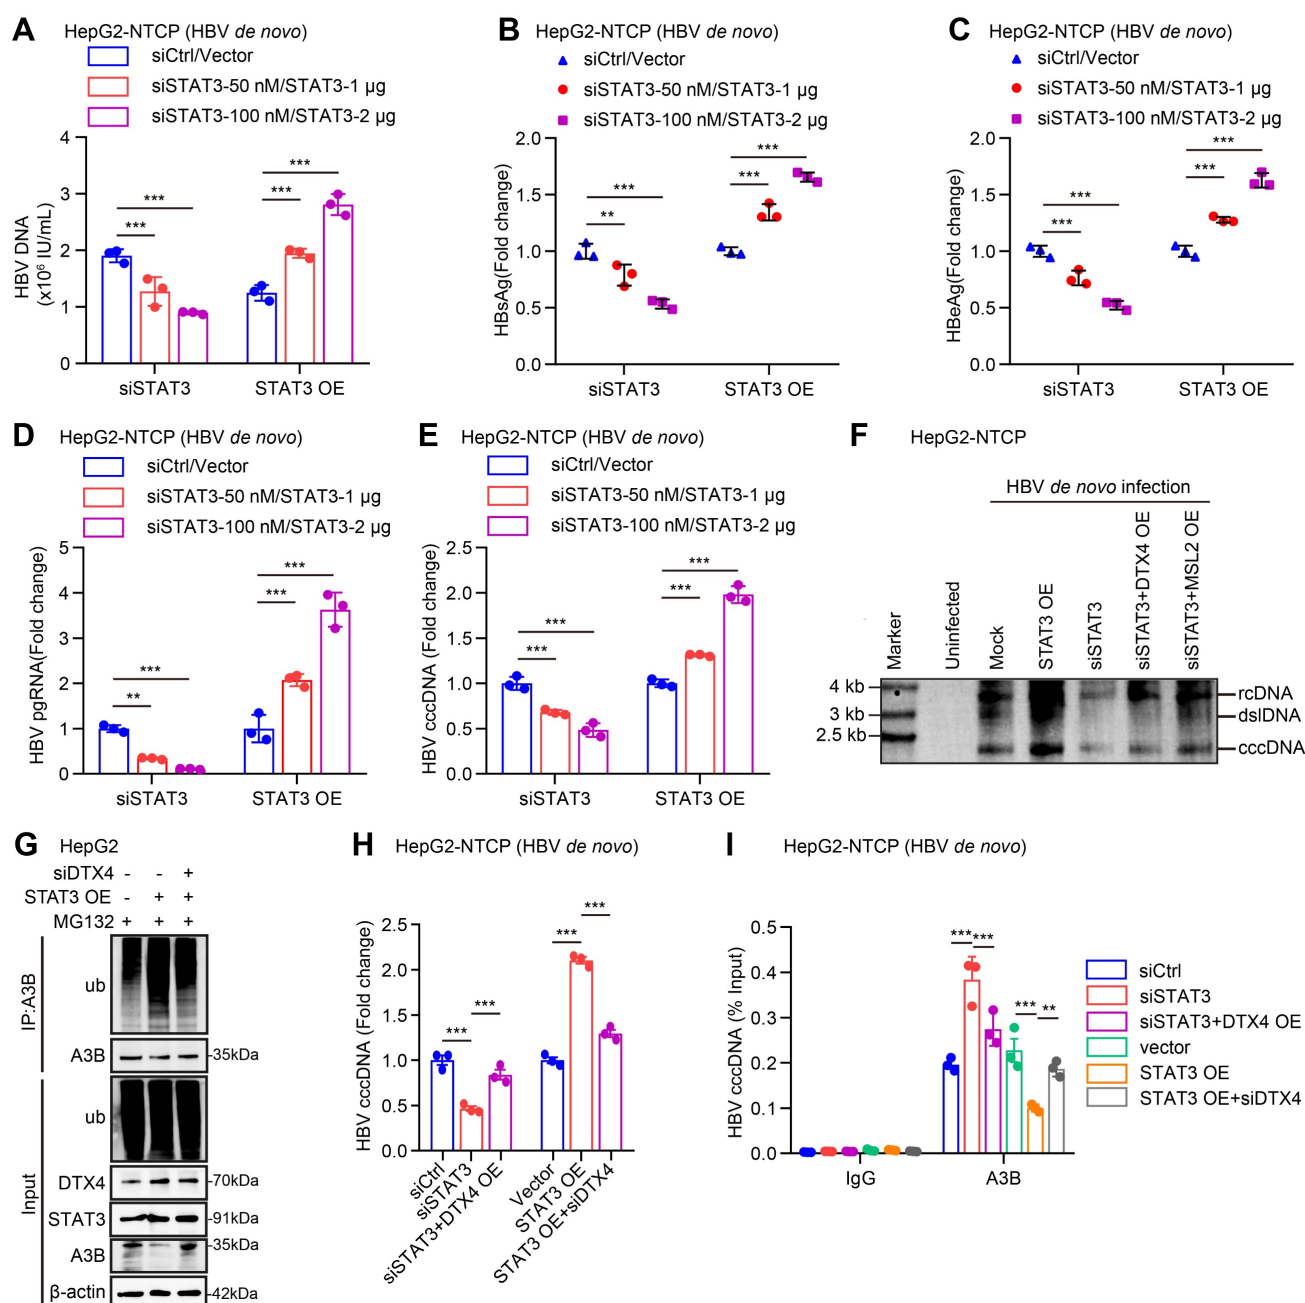 A HepG2-NTCP (HBV de novo)
siCtrl/Vector
siSTAT3-50 nM/STAT3-1 µg
siSTAT3-100 nM/STAT3-2 µg
HBV DNA
(x10⁶ IU/mL)
4
3
2
1
0
*** *** *** ***
siSTAT3 STAT3 OE
B HepG2-NTCP (HBV de novo)
siCtrl/Vector
siSTAT3-50 nM/STAT3-1 µg
siSTAT3-100 nM/STAT3-2 µg
HBsAg(Fold change)
2.0
1.5
1.0
0.5
0.0
** *** *** ***
siSTAT3 STAT3 OE
C HepG2-NTCP (HBV de novo)
siCtrl/Vector
siSTAT3-50 nM/STAT3-1 µg
siSTAT3-100 nM/STAT3-2 µg
HBeAg(Fold change)
2.0
1.5
1.0
0.5
0.0
*** *** *** ***
siSTAT3 STAT3 OE
D HepG2-NTCP (HBV de novo)
siCtrl/Vector
siSTAT3-50 nM/STAT3-1 µg
siSTAT3-100 nM/STAT3-2 µg
HBV pgRNA(Fold change)
5
4
3
2
1
0
** *** *** ***
siSTAT3 STAT3 OE
E HepG2-NTCP (HBV de novo)
siCtrl/Vector
siSTAT3-50 nM/STAT3-1 µg
siSTAT3-100 nM/STAT3-2 µg
HBV cccDNA (Fold change)
2.5
2.0
1.5
1.0
0.5
0.0
*** *** *** ***
siSTAT3 STAT3 OE
F HepG2-NTCP
HBV de novo infection
Marker
Uninfected
Mock
STAT3 OE
siSTAT3
siSTAT3+DTX4 OE
siSTAT3+MSL2 OE
4 kb
3 kb
2.5 kb
rcDNA
dslDNA
cccDNA
G HepG2
siDTX4 - - +
STAT3 OE - + +
MG132 + + +
IP:A3B
ub
A3B -35kDa
Input
ub
DTX4 -70kDa
STAT3 -91kDa
A3B -35kDa
β-actin -42kDa
H HepG2-NTCP (HBV de novo)
HBV cccDNA (Fold change)
2.5
2.0
1.5
1.0
0.5
0.0
*** *** *** ***
siCtrl
siSTAT3
siSTAT3+DTX4 OE
Vector
STAT3 OE
STAT3 OE+siDTX4
I HepG2-NTCP (HBV de novo)
HBV cccDNA (% Input)
0.5
0.4
0.3
0.2
0.1
0.0
*** *** *** **
IgG A3B
siCtrl
siSTAT3
siSTAT3+DTX4 OE
vector
STAT3 OE
STAT3 OE+siDTX4